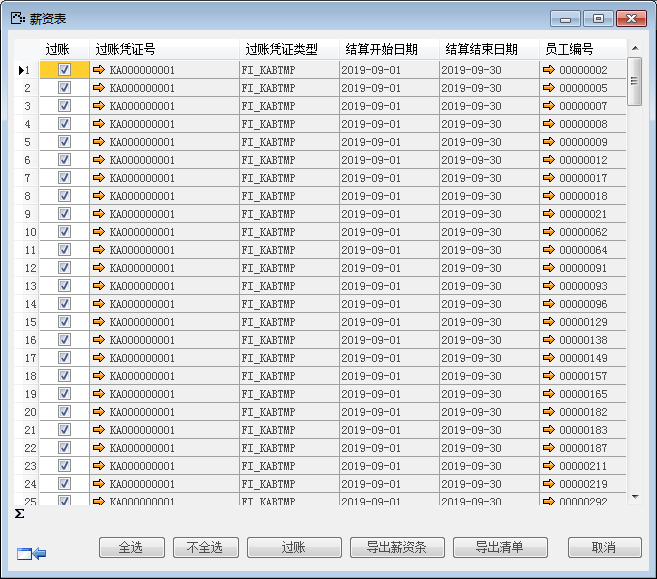 薪资表
过账 过账凭证号 过账凭证类型 结算开始日期 结算结束日期 员工编号
1 KA000000001 FI_KABTMP 2019-09-01 2019-09-30 00000002
2 KA000000001 FI_KABTMP 2019-09-01 2019-09-30 00000005
3 KA000000001 FI_KABTMP 2019-09-01 2019-09-30 00000007
4 KA000000001 FI_KABTMP 2019-09-01 2019-09-30 00000008
5 KA000000001 FI_KABTMP 2019-09-01 2019-09-30 00000009
6 KA000000001 FI_KABTMP 2019-09-01 2019-09-30 00000012
7 KA000000001 FI_KABTMP 2019-09-01 2019-09-30 00000017
8 KA000000001 FI_KABTMP 2019-09-01 2019-09-30 00000018
9 KA000000001 FI_KABTMP 2019-09-01 2019-09-30 00000021
10 KA000000001 FI_KABTMP 2019-09-01 2019-09-30 00000062
11 KA000000001 FI_KABTMP 2019-09-01 2019-09-30 00000064
12 KA000000001 FI_KABTMP 2019-09-01 2019-09-30 00000091
13 KA000000001 FI_KABTMP 2019-09-01 2019-09-30 00000093
14 KA000000001 FI_KABTMP 2019-09-01 2019-09-30 00000096
15 KA000000001 FI_KABTMP 2019-09-01 2019-09-30 00000129
16 KA000000001 FI_KABTMP 2019-09-01 2019-09-30 00000138
17 KA000000001 FI_KABTMP 2019-09-01 2019-09-30 00000149
18 KA000000001 FI_KABTMP 2019-09-01 2019-09-30 00000157
19 KA000000001 FI_KABTMP 2019-09-01 2019-09-30 00000165
20 KA000000001 FI_KABTMP 2019-09-01 2019-09-30 00000182
21 KA000000001 FI_KABTMP 2019-09-01 2019-09-30 00000183
22 KA000000001 FI_KABTMP 2019-09-01 2019-09-30 00000187
23 KA000000001 FI_KABTMP 2019-09-01 2019-09-30 00000211
24 KA000000001 FI_KABTMP 2019-09-01 2019-09-30 00000219
25 KA000000001 FI_KABTMP 2019-09-01 2019-09-30 00000292
Σ
全选 不全选 过账 导出薪资条 导出清单 取消